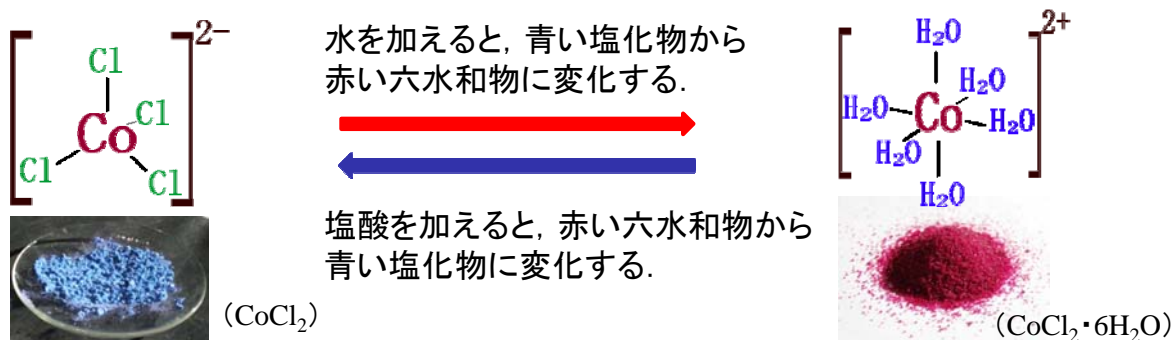 2-
Cl
Co
Cl
Cl
Cl
水を加えると, 青い塩化物から
赤い六水和物に変化する.
塩酸を加えると, 赤い六水和物から
青い塩化物に変化する.
2+
H₂O
H₂O
H₂O
Co
H₂O
H₂O
H₂O
(CoCl₂)
(CoCl₂・6H₂O)